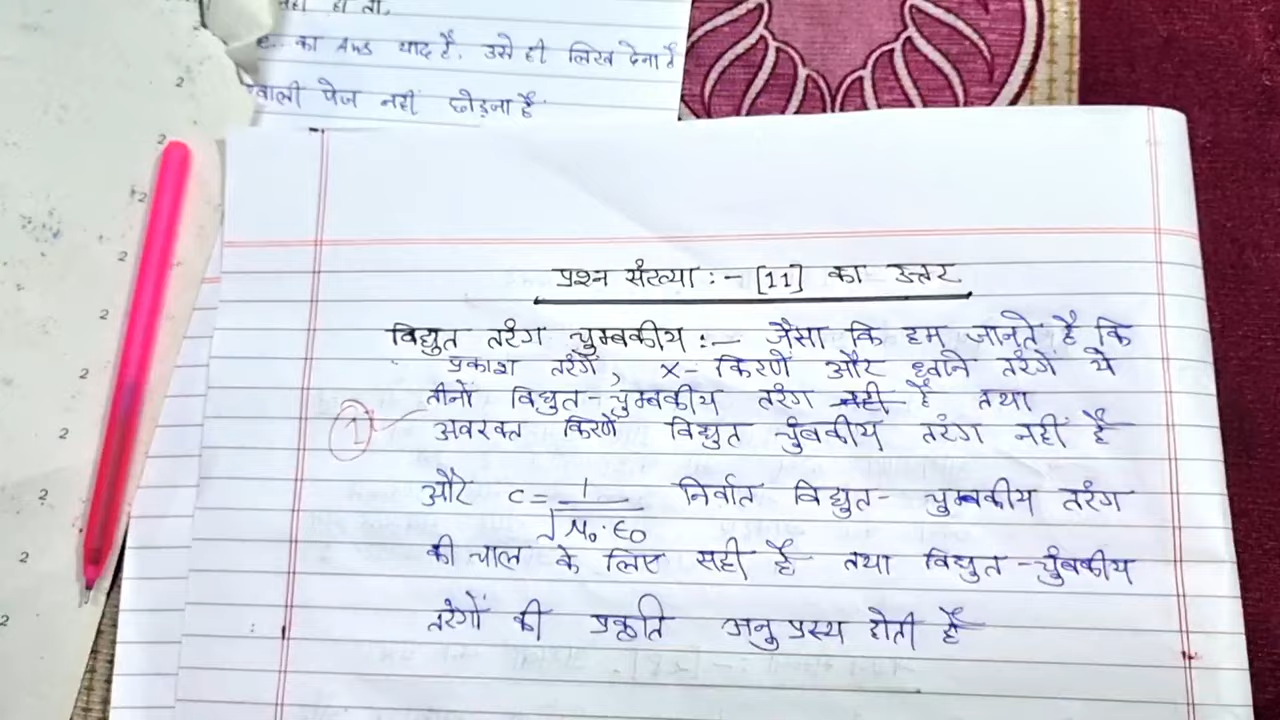 का Ans याद है, उसे ही लिख देना है
खाली पेज नहीं छोड़ना है
प्रश्न संख्या :- [11] का उत्तर
विद्युत तरंग चुम्बकीय :- जैसा कि हम जानते है कि
प्रकाश तरंगे, X- किरणें और ध्वनि तरंगें ये
तीनों विद्युत-चुम्बकीय तरंग नही है तथा
1 अवरक्त किरणें विद्युत चुंबकीय तरंग नहीं है
और c = 1/√μ₀·ε₀ निर्वात विद्युत- चुम्बकीय तरंग
की चाल के लिए सही है तथा विद्युत -चुंबकीय
तरंगों की प्रकृति अनुप्रस्थ होती है